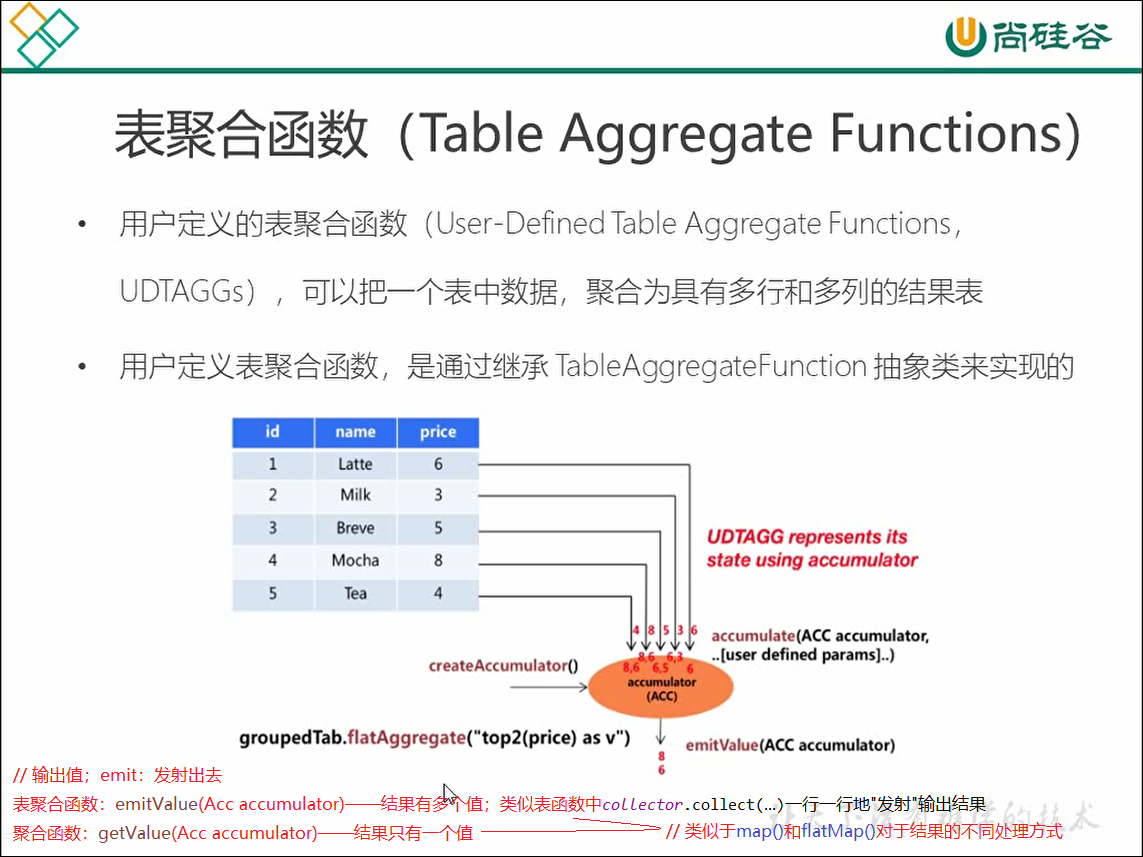 尚硅谷
表聚合函数（Table Aggregate Functions）
• 用户定义的表聚合函数（User-Defined Table Aggregate Functions，
UDTAGGs），可以把一个表中数据，聚合为具有多行和多列的结果表
• 用户定义表聚合函数，是通过继承 TableAggregateFunction 抽象类来实现的
id name price
1 Latte 6
2 Milk 3
3 Breve 5
4 Mocha 8
5 Tea 4
UDTAGG represents its
state using accumulator
4 8 5 3 6
accumulate(ACC accumulator,
..[user defined params]..)
8,6 6,3
8,6 6,5 6
createAccumulator()
accumulator
(ACC)
groupedTab.flatAggregate("top2(price) as v")
emitValue(ACC accumulator)
8
6
// 输出值；emit：发射出去
表聚合函数：emitValue(Acc accumulator)——结果有多个值；类似表函数中collector.collect(...)一行一行地"发射"输出结果
聚合函数：getValue(Acc accumulator)——结果只有一个值
// 类似于map()和flatMap()对于结果的不同处理方式